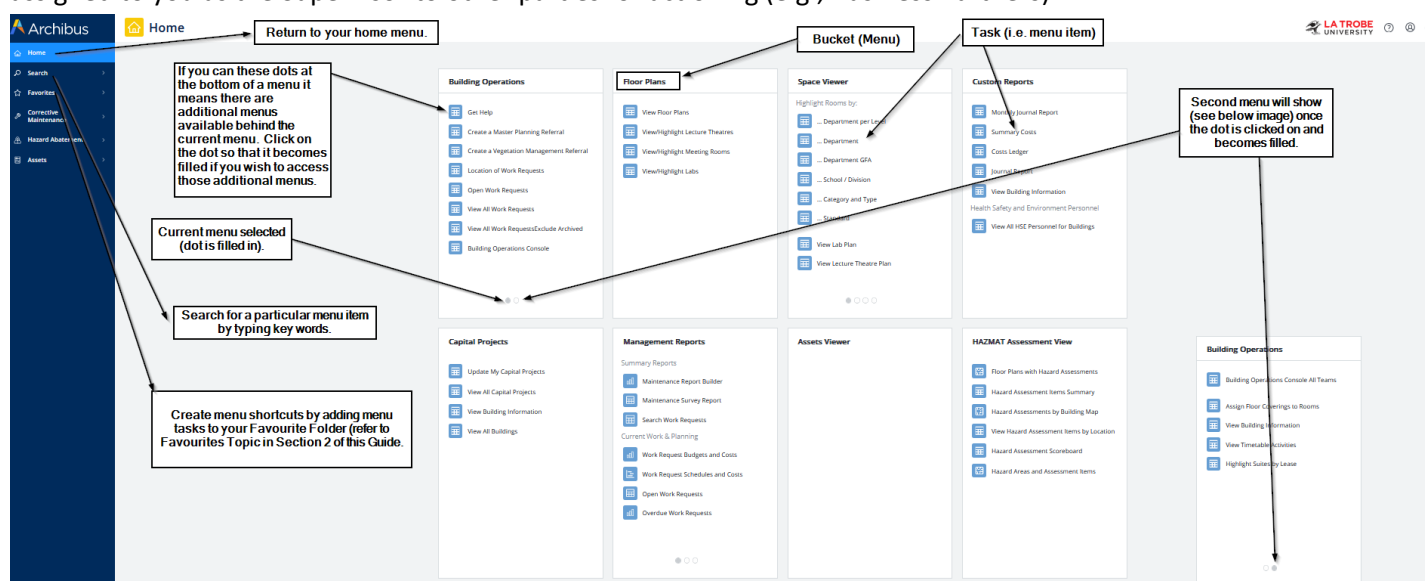 Archibus
Home
Return to your home menu.
Bucket (Menu)
Task (i.e. menu item)
LA TROBE
UNIVERSITY
Home
Search
Favorites
Corrective
Maintenance
Hazard Abatement
Assets
If you can these dots at
the bottom of a menu it
means there are
additional menus
available behind the
current menu. Click on
the dot so that it becomes
filled if you wish to access
those additional menus.
Current menu selected
(dot is filled in).
Search for a particular menu item
by typing key words.
Create menu shortcuts by adding menu
tasks to your Favourite Folder (refer to
Favourites Topic in Section 2 of this Guide.
Building Operations
Get Help
Create a Master Planning Referral
Create a Vegetation Management Referral
Location of Work Requests
Open Work Requests
View All Work Requests
View All Work RequestsExclude Archived
Building Operations Console
Floor Plans
View Floor Plans
View/Highlight Lecture Theatres
View/Highlight Meeting Rooms
View/Highlight Labs
Space Viewer
Highlight Rooms by:
... Department per Level
... Department
... Department GFA
... School / Division
... Category and Type
... Standard
View Lab Plan
View Lecture Theatre Plan
Custom Reports
Monthly Journal Report
Summary Costs
Costs Ledger
Journal Report
View Building Information
Health Safety and Environment Personnel
View All HSE Personnel for Buildings
Second menu will show
(see below image) once
the dot is clicked on and
becomes filled.
Capital Projects
Update My Capital Projects
View All Capital Projects
View Building Information
View All Buildings
Management Reports
Summary Reports
Maintenance Report Builder
Maintenance Survey Report
Search Work Requests
Current Work & Planning
Work Request Budgets and Costs
Work Request Schedules and Costs
Open Work Requests
Overdue Work Requests
Assets Viewer
HAZMAT Assessment View
Floor Plans with Hazard Assessments
Hazard Assessment Items Summary
Hazard Assessments by Building Map
View Hazard Assessment Items by Location
Hazard Assessment Scoreboard
Hazard Areas and Assessment Items
Building Operations
Building Operations Console All Teams
Assign Floor Coverings to Rooms
View Building Information
View Timetable Activities
Highlight Suites by Lease